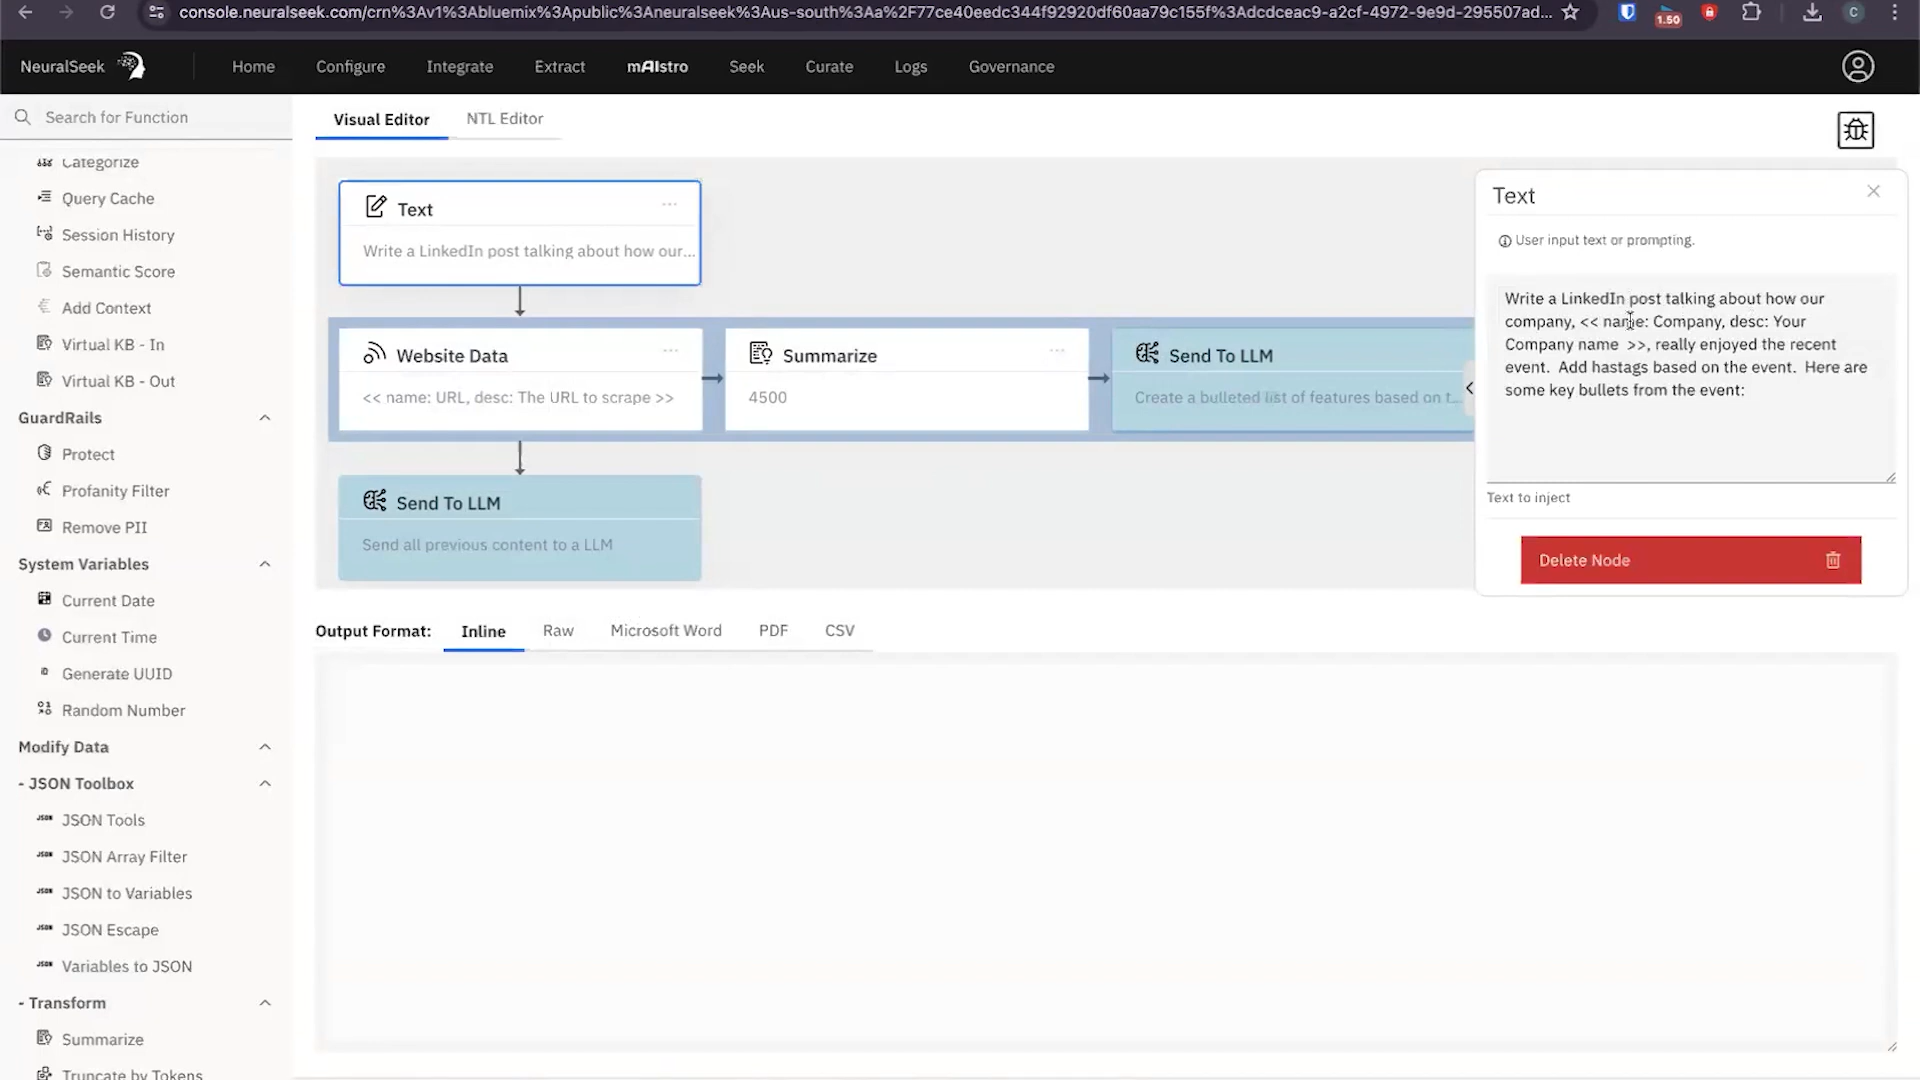 console.neuralseek.com/crn%3Av1%3Abluemix%3Apublic%3Aneuralseek%3Aus-south%3Aa%2F77ce40eedc344f92920df60aa79c155f%3Adcdceac9-a2cf-4972-9e9d-295507ad...
1.50
C
NeuralSeek
Home
Configure
Integrate
Extract
mAIstro
Seek
Curate
Logs
Governance
Search for Function
Visual Editor
NTL Editor
Categorize
Query Cache
Session History
Semantic Score
Add Context
Virtual KB - In
Virtual KB - Out
GuardRails
Protect
Profanity Filter
Remove PII
System Variables
Current Date
Current Time
Generate UUID
Random Number
Modify Data
- JSON Toolbox
JSON JSON Tools
JSON JSON Array Filter
JSON JSON to Variables
JSON JSON Escape
JSON Variables to JSON
- Transform
Summarize
Truncate by Tokens
Text
Write a LinkedIn post talking about how our...
Website Data
<< name: URL, desc: The URL to scrape >>
Summarize
4500
Send To LLM
Create a bulleted list of features based on t...
Send To LLM
Send all previous content to a LLM
Text
User input text or prompting.
Write a LinkedIn post talking about how our
company, << name: Company, desc: Your
Company name >>, really enjoyed the recent
event. Add hastags based on the event. Here are
some key bullets from the event:
Text to inject
Delete Node
Output Format:
Inline
Raw
Microsoft Word
PDF
CSV